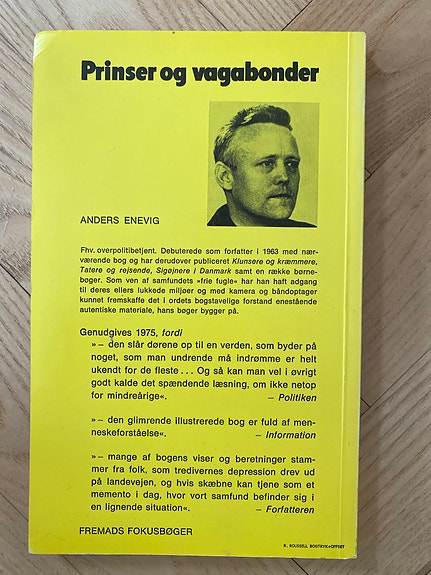 Prinser og vagabonder
ANDERS ENEVIG
Fhv. overpolitibetjent. Debuterede som forfatter i 1963 med nær-
værende bog og har derudover publiceret Klunsere og kræmmere,
Tatere og rejsende, Sigøjnere i Danmark samt en række børne-
bøger. Som ven af samfundets »frie fugle« har han haft adgang
til deres ellers lukkede miljøer og med kamera og båndoptager
kunnet fremskaffe det i ordets bogstavelige forstand enestående
autentiske materiale, hans bøger bygger på.
Genudgives 1975, fordi
» – den slår dørene op til en verden, som byder på
noget, som man undrende må indrømme er helt
ukendt for de fleste ... Og så kan man vel i øvrigt
godt kalde det spændende læsning, om ikke netop
for mindreårige«. – Politiken
» – den glimrende illustrerede bog er fuld af men-
neskeforståelse«. – Information
» – mange af bogens viser og beretninger stam-
mer fra folk, som tredivernes depression drev ud
på landevejen, og hvis skæbne kan tjene som et
memento i dag, hvor vort samfund befinder sig i
en lignende situation«. – Forfatteren
FREMADS FOKUSBØGER
R. ROUSSELL BOGTRYK+OFFSET